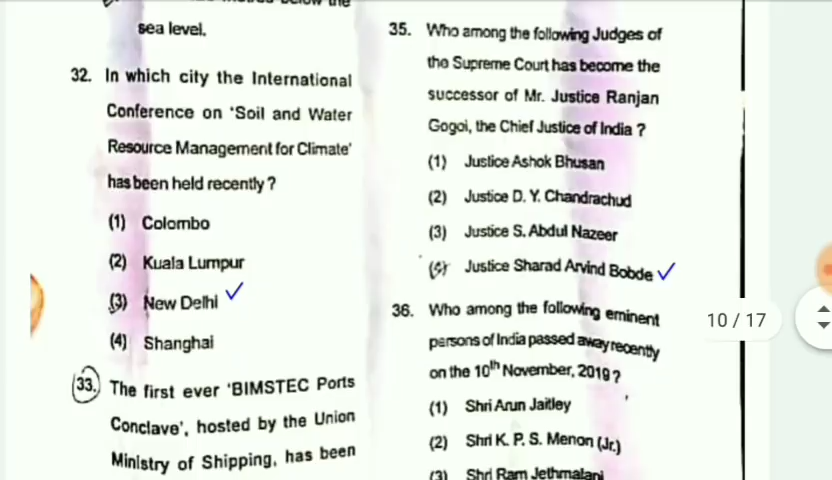 sea level.
32. In which city the International
Conference on ‘Soil and Water
Resource Management for Climate’
has been held recently?
(1) Colombo
(2) Kuala Lumpur
(3) New Delhi ✓
(4) Shanghai
33. The first ever ‘BIMSTEC Ports
Conclave’, hosted by the Union
Ministry of Shipping, has been
35. Who among the following Judges of
the Supreme Court has become the
successor of Mr. Justice Ranjan
Gogoi, the Chief Justice of India ?
(1) Justice Ashok Bhusan
(2) Justice D. Y. Chandrachud
(3) Justice S. Abdul Nazeer
(4) Justice Sharad Arvind Bobde ✓
36. Who among the following eminent
persons of India passed away recently
on the 10th November, 2019?
(1) Shri Arun Jaitley
(2) Shri K. P. S. Menon (Jr.)
(3) Shri Ram Jethmalani
10 / 17